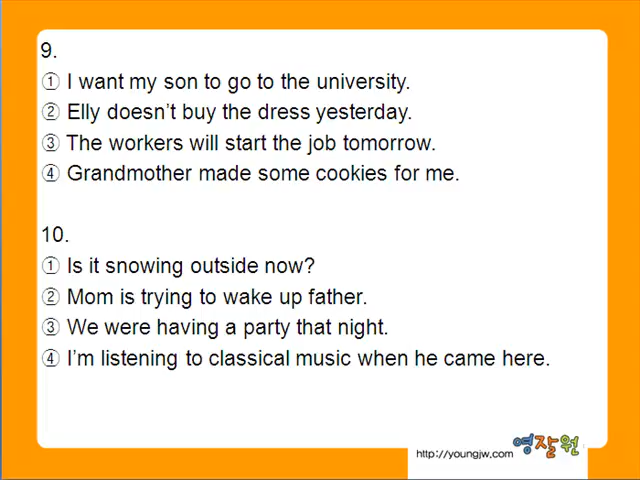 9.
① I want my son to go to the university.
② Elly doesn't buy the dress yesterday.
③ The workers will start the job tomorrow.
④ Grandmother made some cookies for me.
10.
① Is it snowing outside now?
② Mom is trying to wake up father.
③ We were having a party that night.
④ I'm listening to classical music when he came here.
http://youngjw.com 영잘원